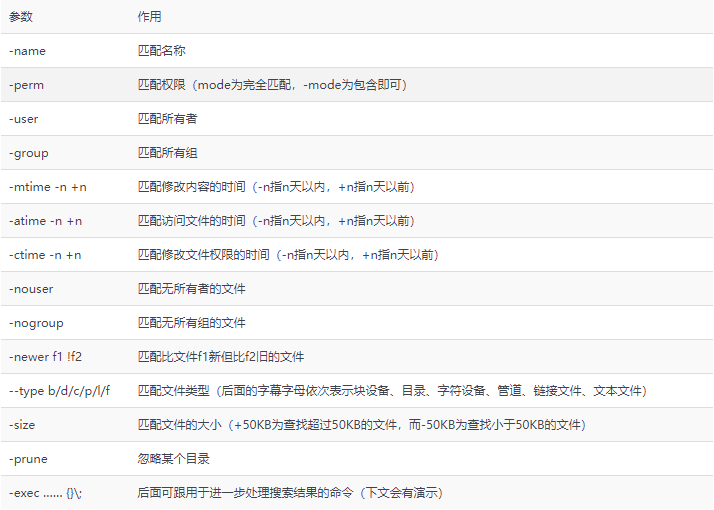 参数 作用
-name 匹配名称
-perm 匹配权限（mode为完全匹配，-mode为包含即可）
-user 匹配所有者
-group 匹配所有组
-mtime -n +n 匹配修改内容的时间（-n指n天以内，+n指n天以前）
-atime -n +n 匹配访问文件的时间（-n指n天以内，+n指n天以前）
-ctime -n +n 匹配修改文件权限的时间（-n指n天以内，+n指n天以前）
-nouser 匹配无所有者的文件
-nogroup 匹配无所有组的文件
-newer f1 !f2 匹配比文件f1新但比f2旧的文件
--type b/d/c/p/l/f 匹配文件类型（后面的字幕字母依次表示块设备、目录、字符设备、管道、链接文件、文本文件）
-size 匹配文件的大小（+50KB为查找超过50KB的文件，而-50KB为查找小于50KB的文件）
-prune 忽略某个目录
-exec …… {}\; 后面可跟用于进一步处理搜索结果的命令（下文会有演示）